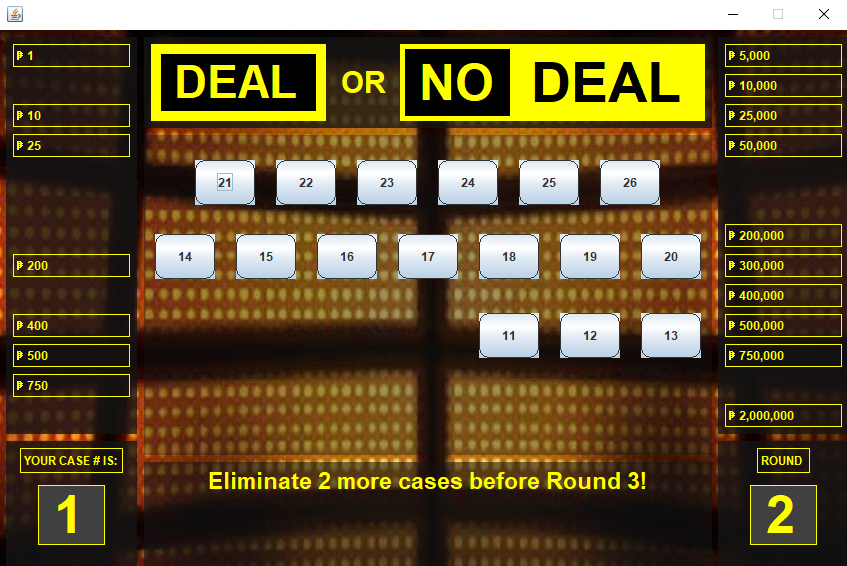 DEAL OR NO DEAL
₱ 1
₱ 10
₱ 25
₱ 200
₱ 400
₱ 500
₱ 750
21 22 23 24 25 26
14 15 16 17 18 19 20
11 12 13
₱ 5,000
₱ 10,000
₱ 25,000
₱ 50,000
₱ 200,000
₱ 300,000
₱ 400,000
₱ 500,000
₱ 750,000
₱ 2,000,000
YOUR CASE # IS:
1
Eliminate 2 more cases before Round 3!
ROUND
2